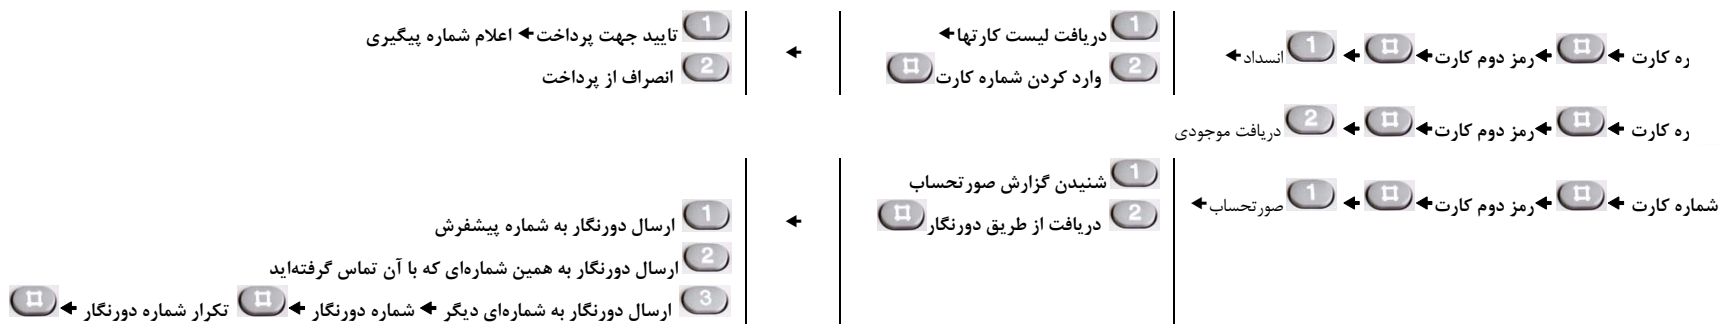 ره کارت ← # ← رمز دوم کارت ← # ← 1 انسداد ←
1 دریافت لیست کارتها ←
2 وارد کردن شماره کارت #
←
1 تایید جهت پرداخت ← اعلام شماره پیگیری
2 انصراف از پرداخت
ره کارت ← # ← رمز دوم کارت ← # ← 2 دریافت موجودی
شماره کارت ← # ← رمز دوم کارت ← # ← 1 صورتحساب ←
1 شنیدن گزارش صورتحساب
2 دریافت از طریق دورنگار #
←
1 ارسال دورنگار به شماره پیشفرش
2 ارسال دورنگار به همین شماره‌ای که با آن تماس گرفته‌اید
3 ارسال دورنگار به شماره‌ای دیگر ← شماره دورنگار ← # تکرار شماره دورنگار ← #